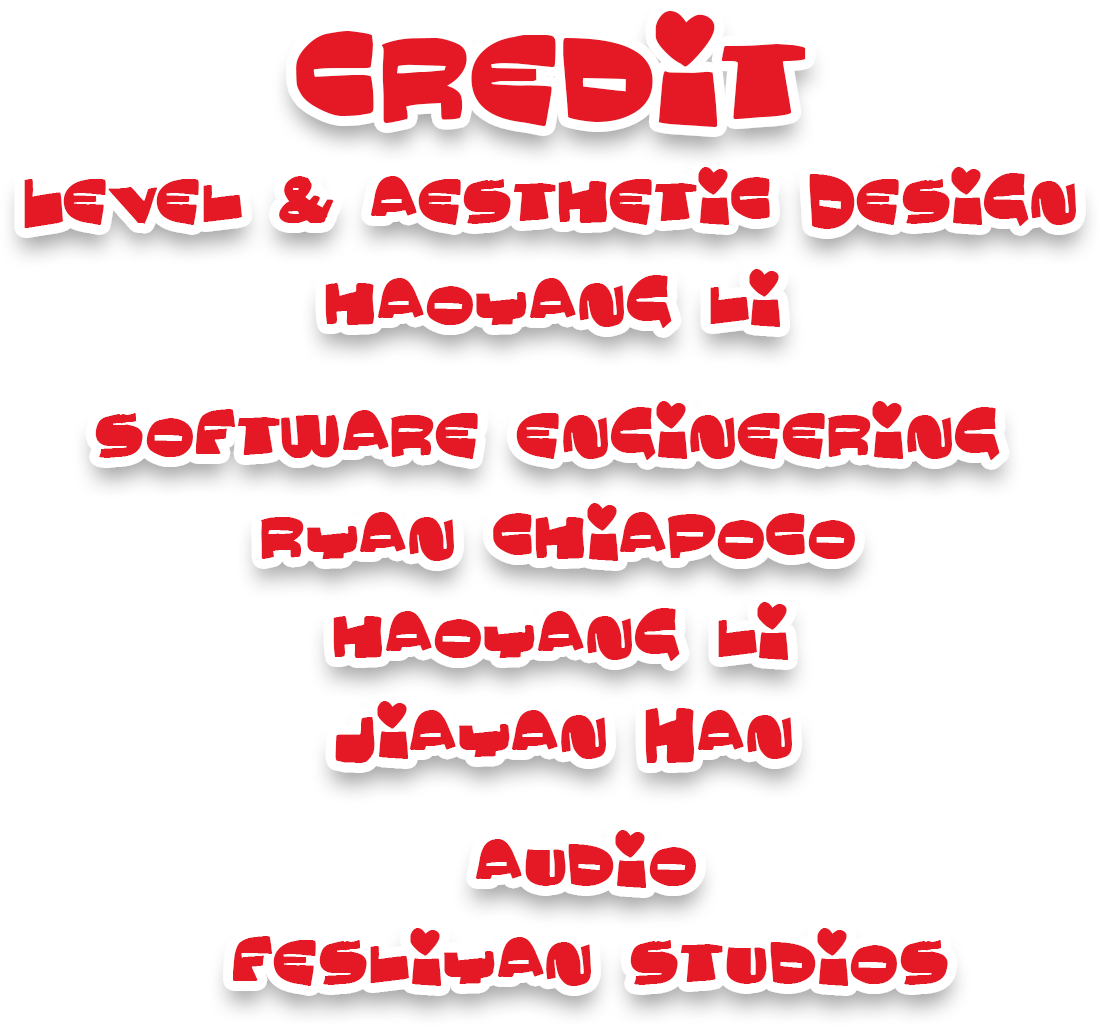 CREDiT
LEVEL & AESTHETiC DESiGN
HAOYANG Li
SOFTWARE ENGiNEERiNG
RYAN CHiAPOCO
HAOYANG Li
JiAYAN HAN
AUDiO
FESLiYAN STUDiOS